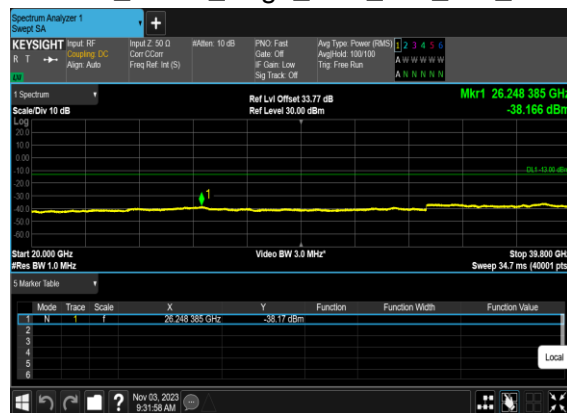 Spectrum Analyzer 1
Swept SA
+
KEYSIGHT Input: RF Input Z: 50 Ω #Atten: 10 dB PNO: Fast Avg Type: Power (RMS) 1 2 3 4 5 6
R T Coupling: DC Corr CCorr Gate: Off Avg|Hold: 100/100 A W W W W W
Align: Auto Freq Ref: Int (S) IF Gain: Low Trig: Free Run A N N N N N
Sig Track: Off
1 Spectrum Ref Lvl Offset 33.77 dB Mkr1 26.248 385 GHz
Scale/Div 10 dB Ref Level 30.00 dBm -38.166 dBm
Log
20.0
10.0
0.00
-10.0 DL1 -13.00 dBm
-20.0
-30.0 1
-40.0
-50.0
-60.0
Start 20.000 GHz Video BW 3.0 MHz* Stop 39.800 GHz
#Res BW 1.0 MHz Sweep 34.7 ms (40001 pts)
5 Marker Table
Mode Trace Scale X Y Function Function Width Function Value
1 N 1 f 26.248 385 GHz -38.17 dBm
2
3
4
5
6
Local
? Nov 03, 2023
9:31:58 AM